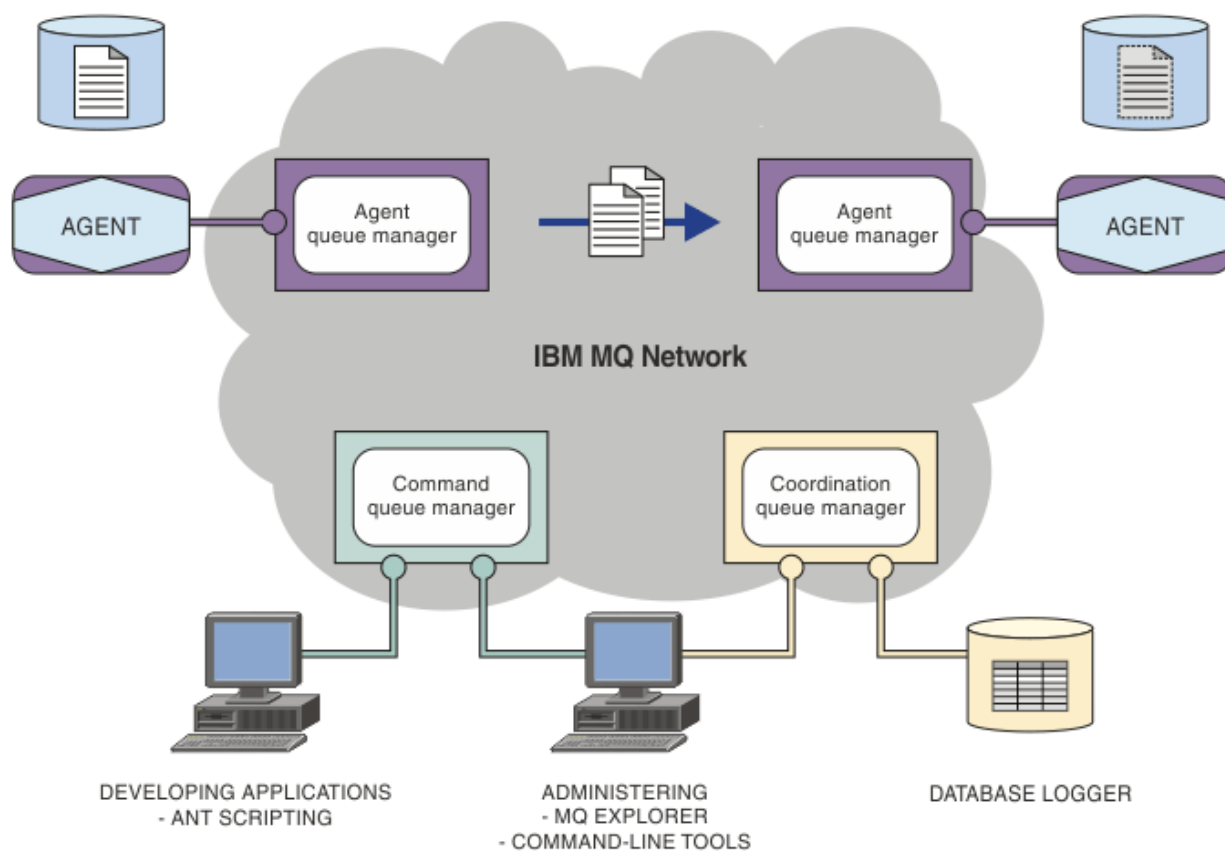 AGENT
Agent
queue manager
Agent
queue manager
AGENT
IBM MQ Network
Command
queue manager
Coordination
queue manager
DEVELOPING APPLICATIONS
- ANT SCRIPTING
ADMINISTERING
- MQ EXPLORER
- COMMAND-LINE TOOLS
DATABASE LOGGER